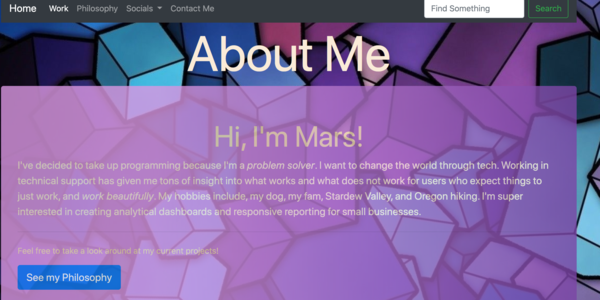 Home Work Philosophy Socials Contact Me Find Something Search
About Me
Hi, I'm Mars!
I've decided to take up programming because I'm a problem solver. I want to change the world through tech. Working in
technical support has given me tons of insight into what works and what does not work for users who expect things to
just work, and work beautifully. My hobbies include, my dog, my fam, Stardew Valley, and Oregon hiking. I'm super
interested in creating analytical dashboards and responsive reporting for small businesses.
Feel free to take a look around at my current projects!
See my Philosophy